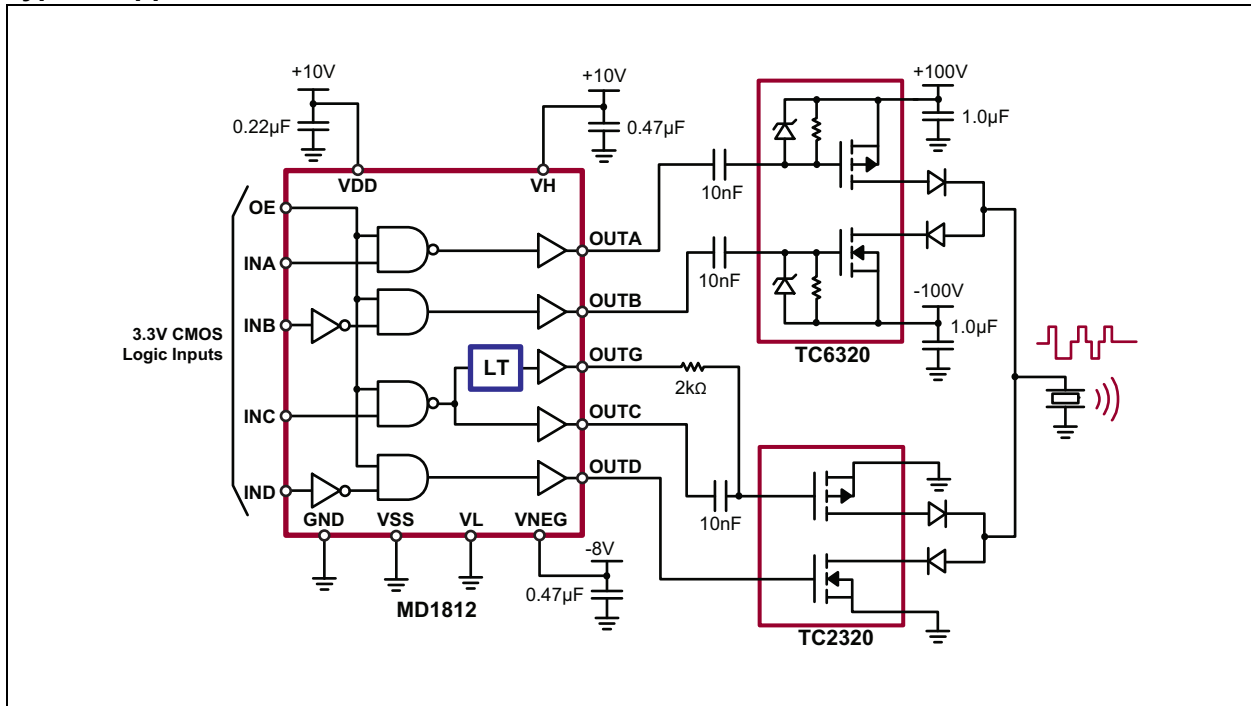 +10V
0.22µF
+10V
0.47µF
+100V
1.0µF
10nF
10nF
-100V
1.0µF
TC6320
VDD
VH
OE
INA
INB
INC
IND
3.3V CMOS
Logic Inputs
LT
OUTA
OUTB
OUTG
OUTC
OUTD
2kΩ
10nF
GND
VSS
VL
VNEG
-8V
0.47µF
MD1812
TC2320